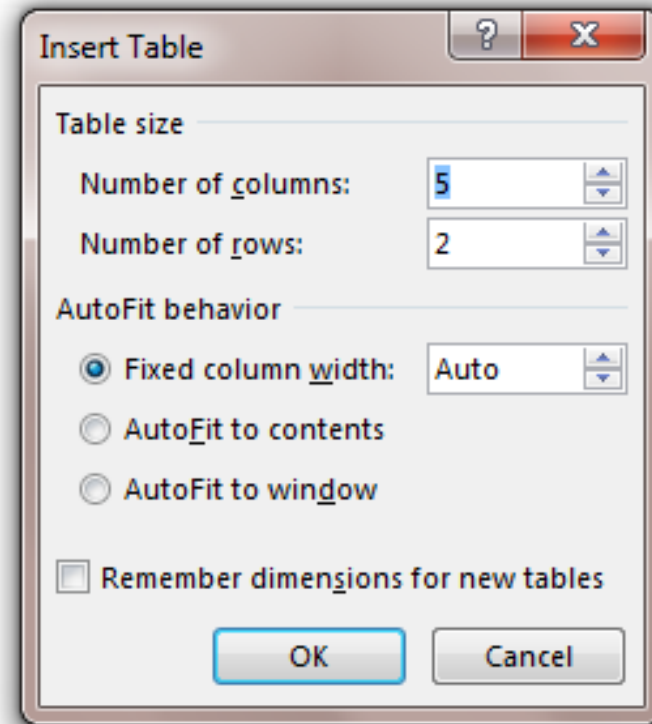 Insert Table
Table size
Number of columns: 5
Number of rows: 2
AutoFit behavior
Fixed column width: Auto
AutoFit to contents
AutoFit to window
Remember dimensions for new tables
OK Cancel